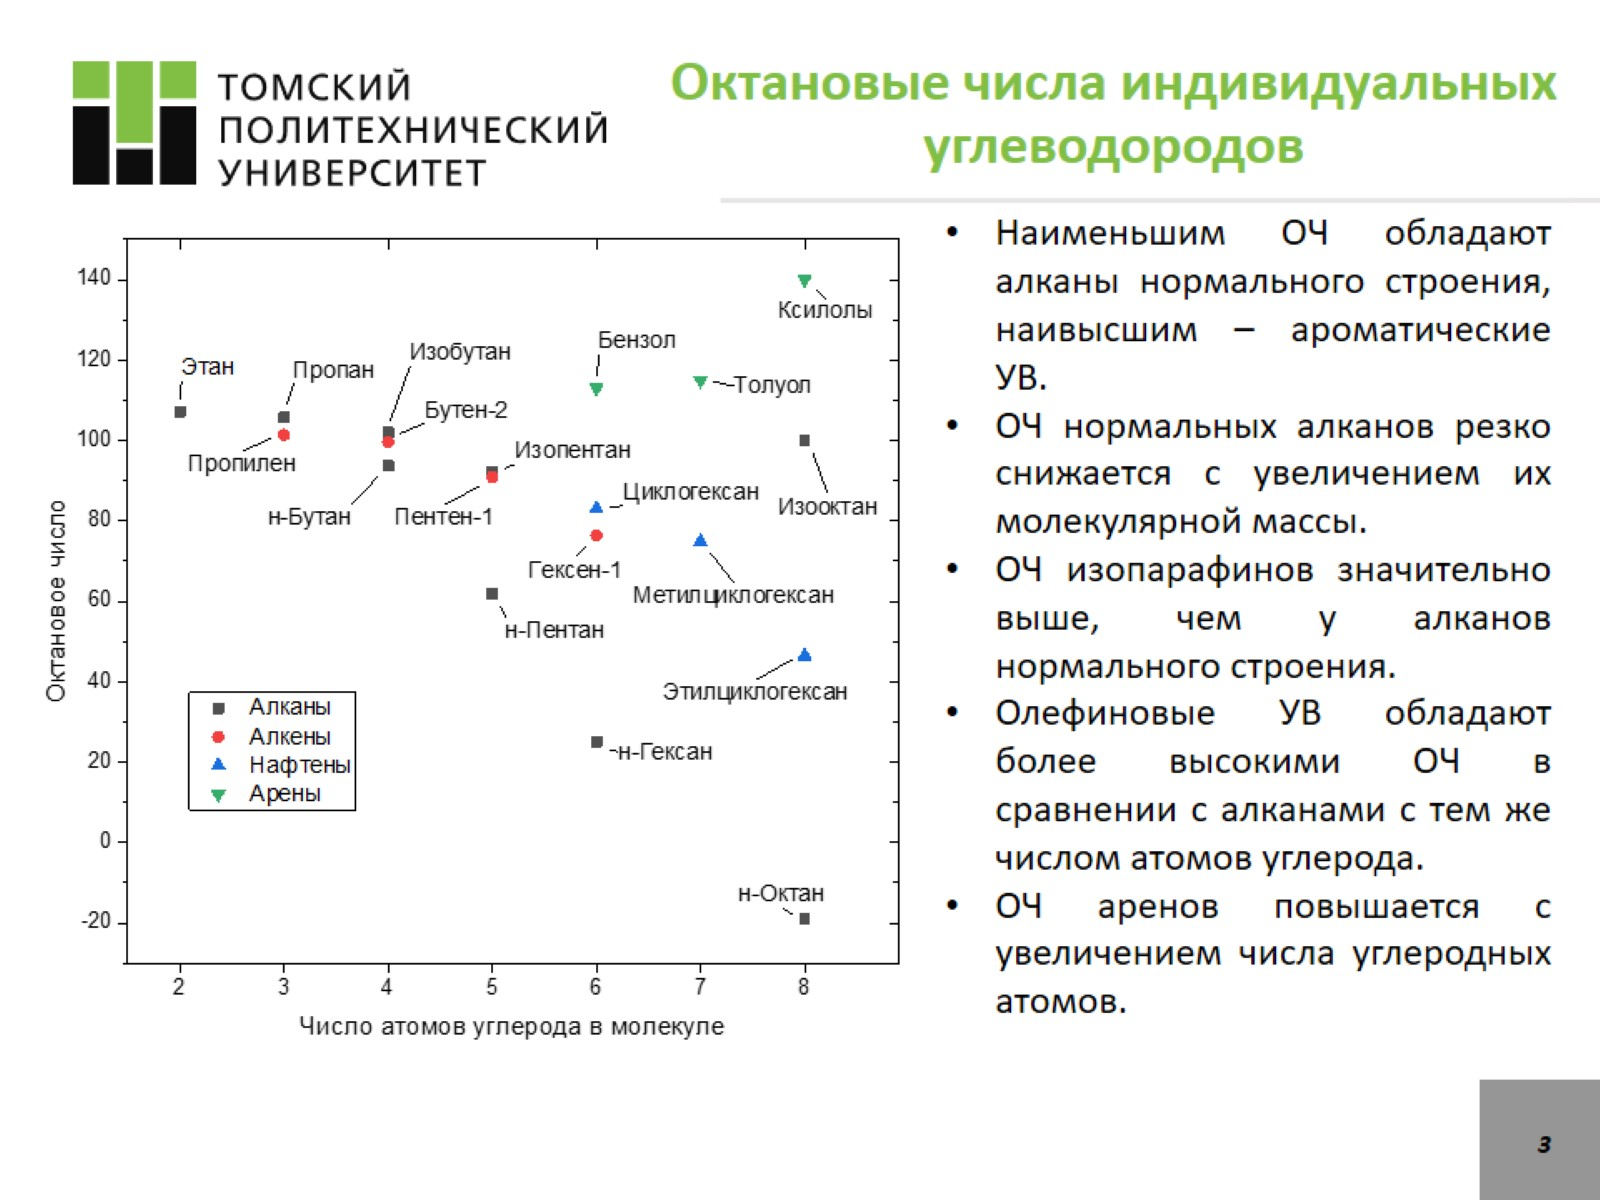 ТОМСКИЙ
ПОЛИТЕХНИЧЕСКИЙ
УНИВЕРСИТЕТ
Октановые числа индивидуальных
углеводородов
140
120
100
80
60
40
20
0
-20
Октановое число
Ксилолы
Бензол
Изобутан
Этан
Пропан
Толуол
Бутен-2
Изопентан
Пропилен
Циклогексан
Изооктан
н-Бутан
Пентен-1
Гексен-1
Метилциклогексан
н-Пентан
Этилциклогексан
н-Гексан
н-Октан
Алканы
Алкены
Нафтены
Арены
2 3 4 5 6 7 8
Число атомов углерода в молекуле
• Наименьшим ОЧ обладают
алканы нормального строения,
наивысшим – ароматические
УВ.
• ОЧ нормальных алканов резко
снижается с увеличением их
молекулярной массы.
• ОЧ изопарафинов значительно
выше, чем у алканов
нормального строения.
• Олефиновые УВ обладают
более высокими ОЧ в
сравнении с алканами с тем же
числом атомов углерода.
• ОЧ аренов повышается с
увеличением числа углеродных
атомов.
3